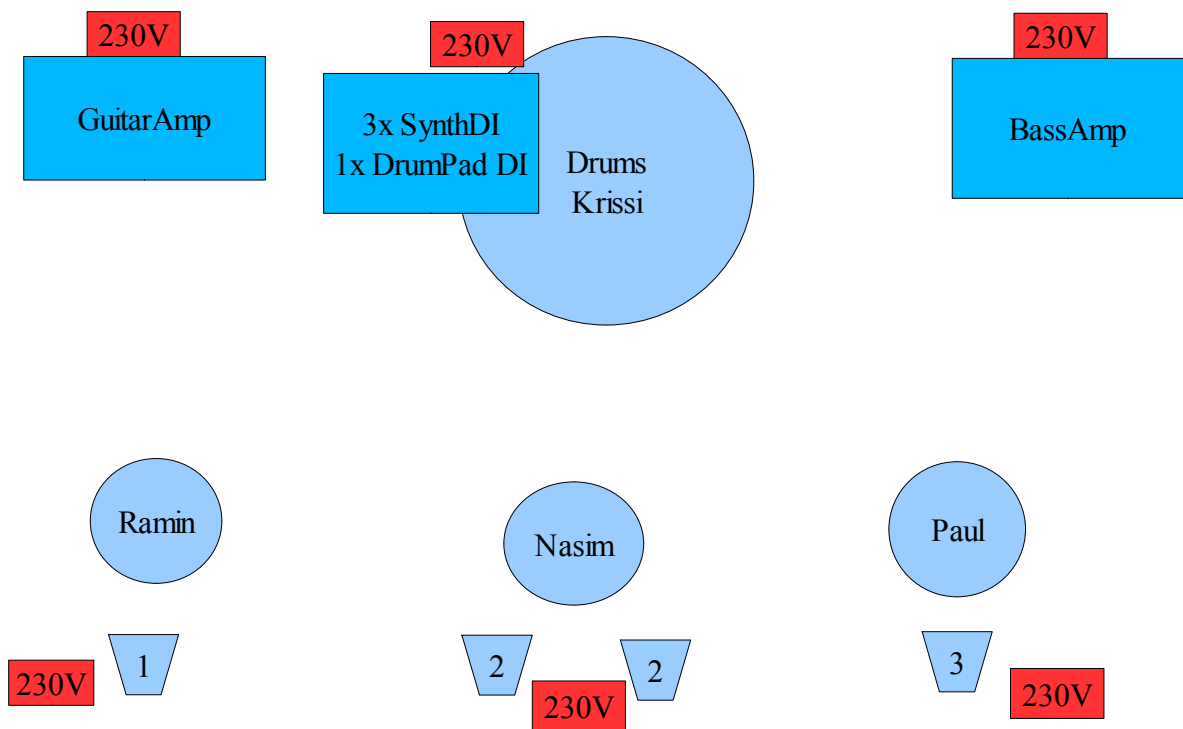 230V
230V
230V
GuitarAmp
3x SynthDI
1x DrumPad DI
Drums
Krissi
BassAmp
Ramin
Nasim
Paul
1
2
2
3
230V
230V
230V